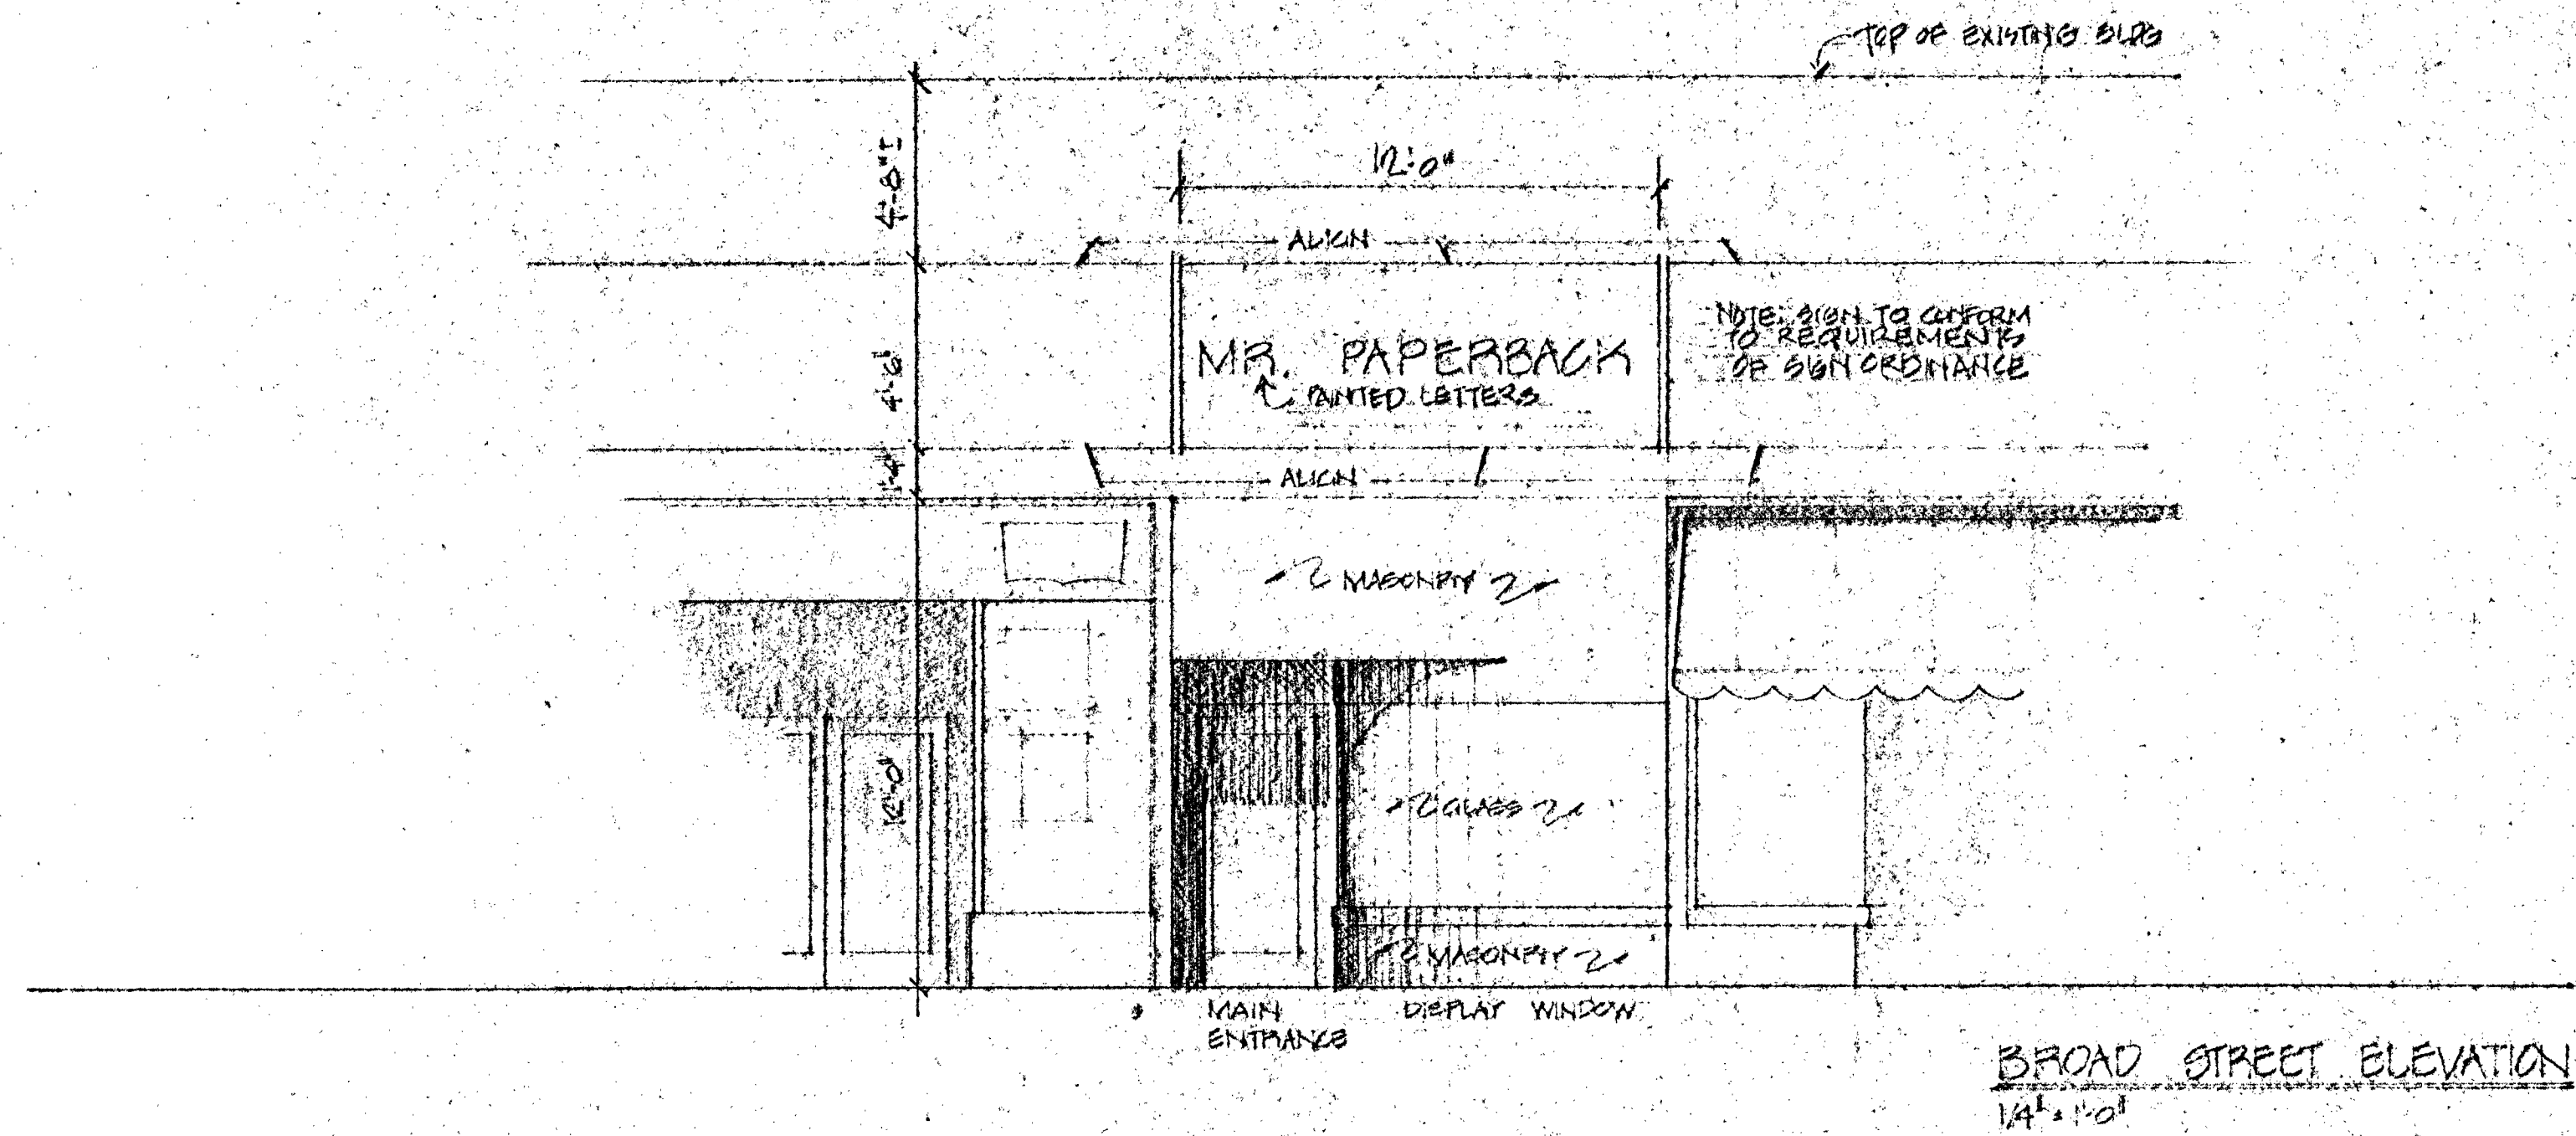 TOP OF EXISTING BLDG
4'-8"±
12'-0"
ALIGN
NOTE: SIGN TO CONFORM
TO REQUIREMENTS
OF SIGN ORDINANCE
MR. PAPERBACK
PAINTED LETTERS
4'-6"
1'-4"
ALIGN
MASONRY
12'-0"
GLASS
MASONRY
MAIN
ENTRANCE
DISPLAY WINDOW
BROAD STREET ELEVATION
1/4" = 1'-0"